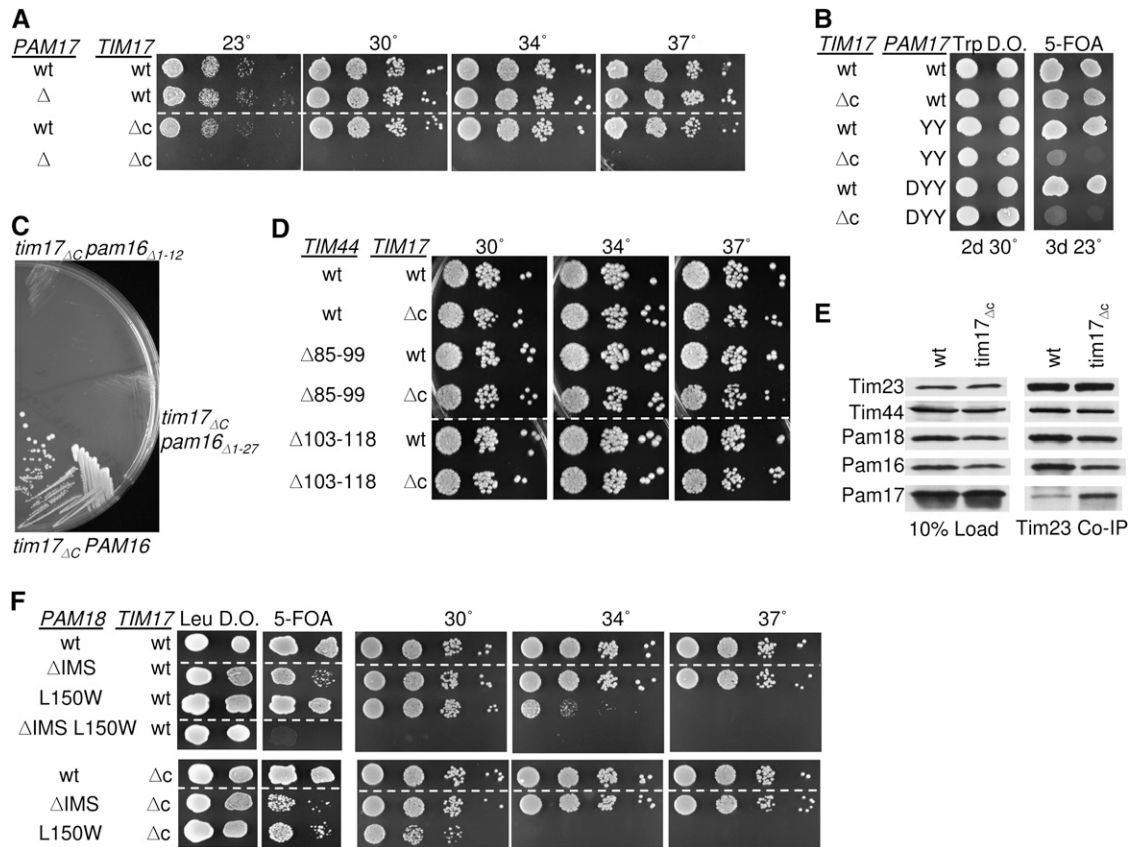 A
PAM17 TIM17 23° 30° 34° 37°
wt wt
Δ wt
wt Δc
Δ Δc
B
TIM17 PAM17 Trp D.O. 5-FOA
wt wt
Δc wt
wt YY
Δc YY
wt DYY
Δc DYY
2d 30° 3d 23°
C
tim17ΔC pam16Δ1-12
tim17ΔC
pam16Δ1-27
tim17ΔC PAM16
D
TIM44 TIM17 30° 34° 37°
wt wt
wt Δc
Δ85-99 wt
Δ85-99 Δc
Δ103-118 wt
Δ103-118 Δc
E
wt tim17Δc wt tim17Δc
Tim23
Tim44
Pam18
Pam16
Pam17
10% Load Tim23 Co-IP
F
PAM18 TIM17 Leu D.O. 5-FOA 30° 34° 37°
wt wt
ΔIMS wt
L150W wt
ΔIMS L150W wt
wt Δc
ΔIMS Δc
L150W Δc